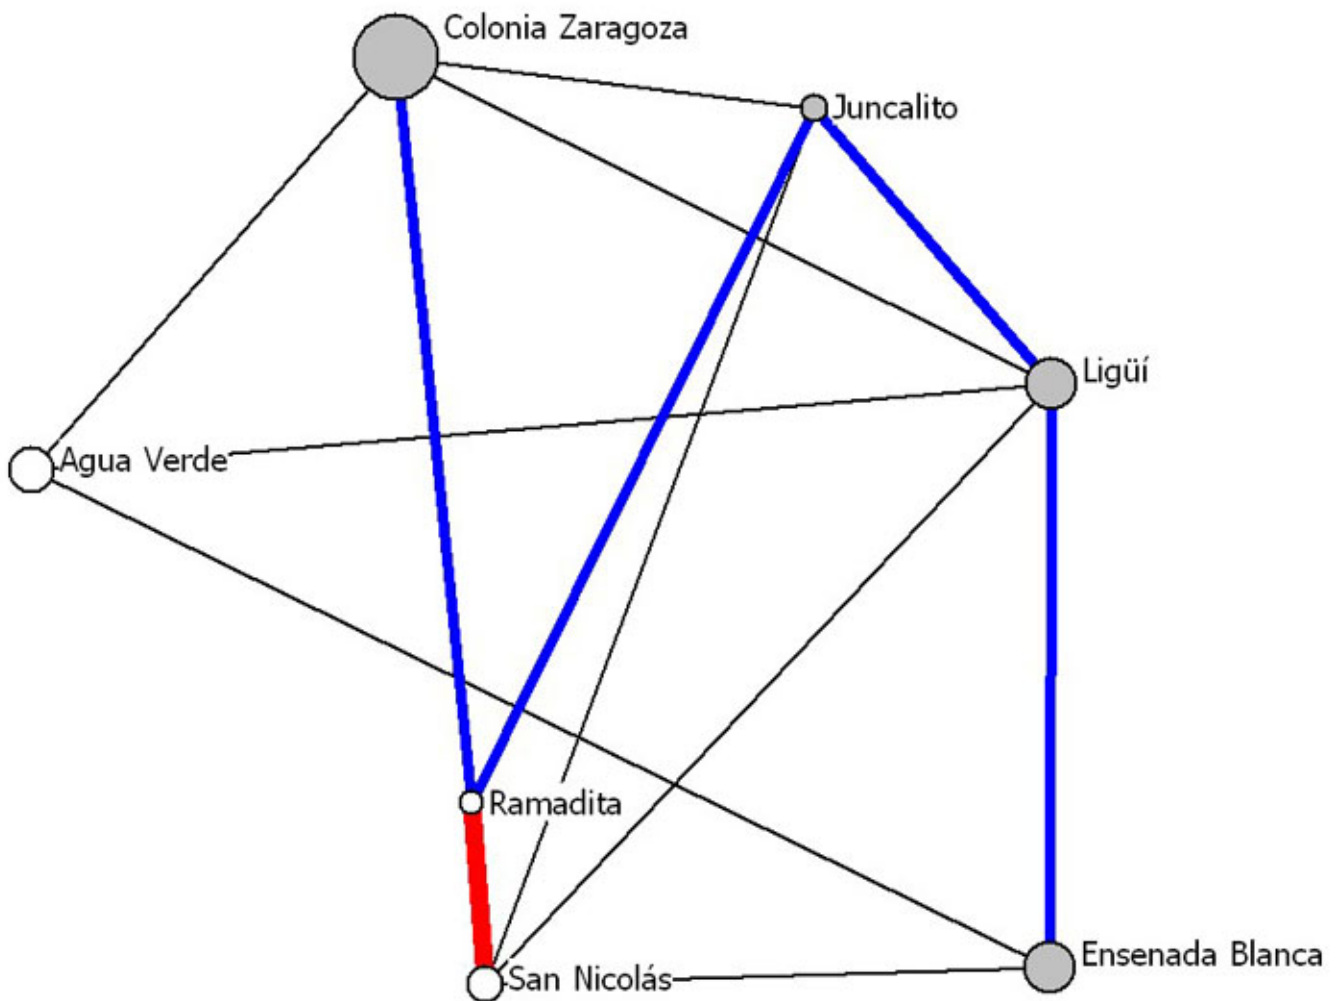 Colonia Zaragoza
Juncalito
Ligüí
Agua Verde
Ramadita
Ensenada Blanca
San Nicolás